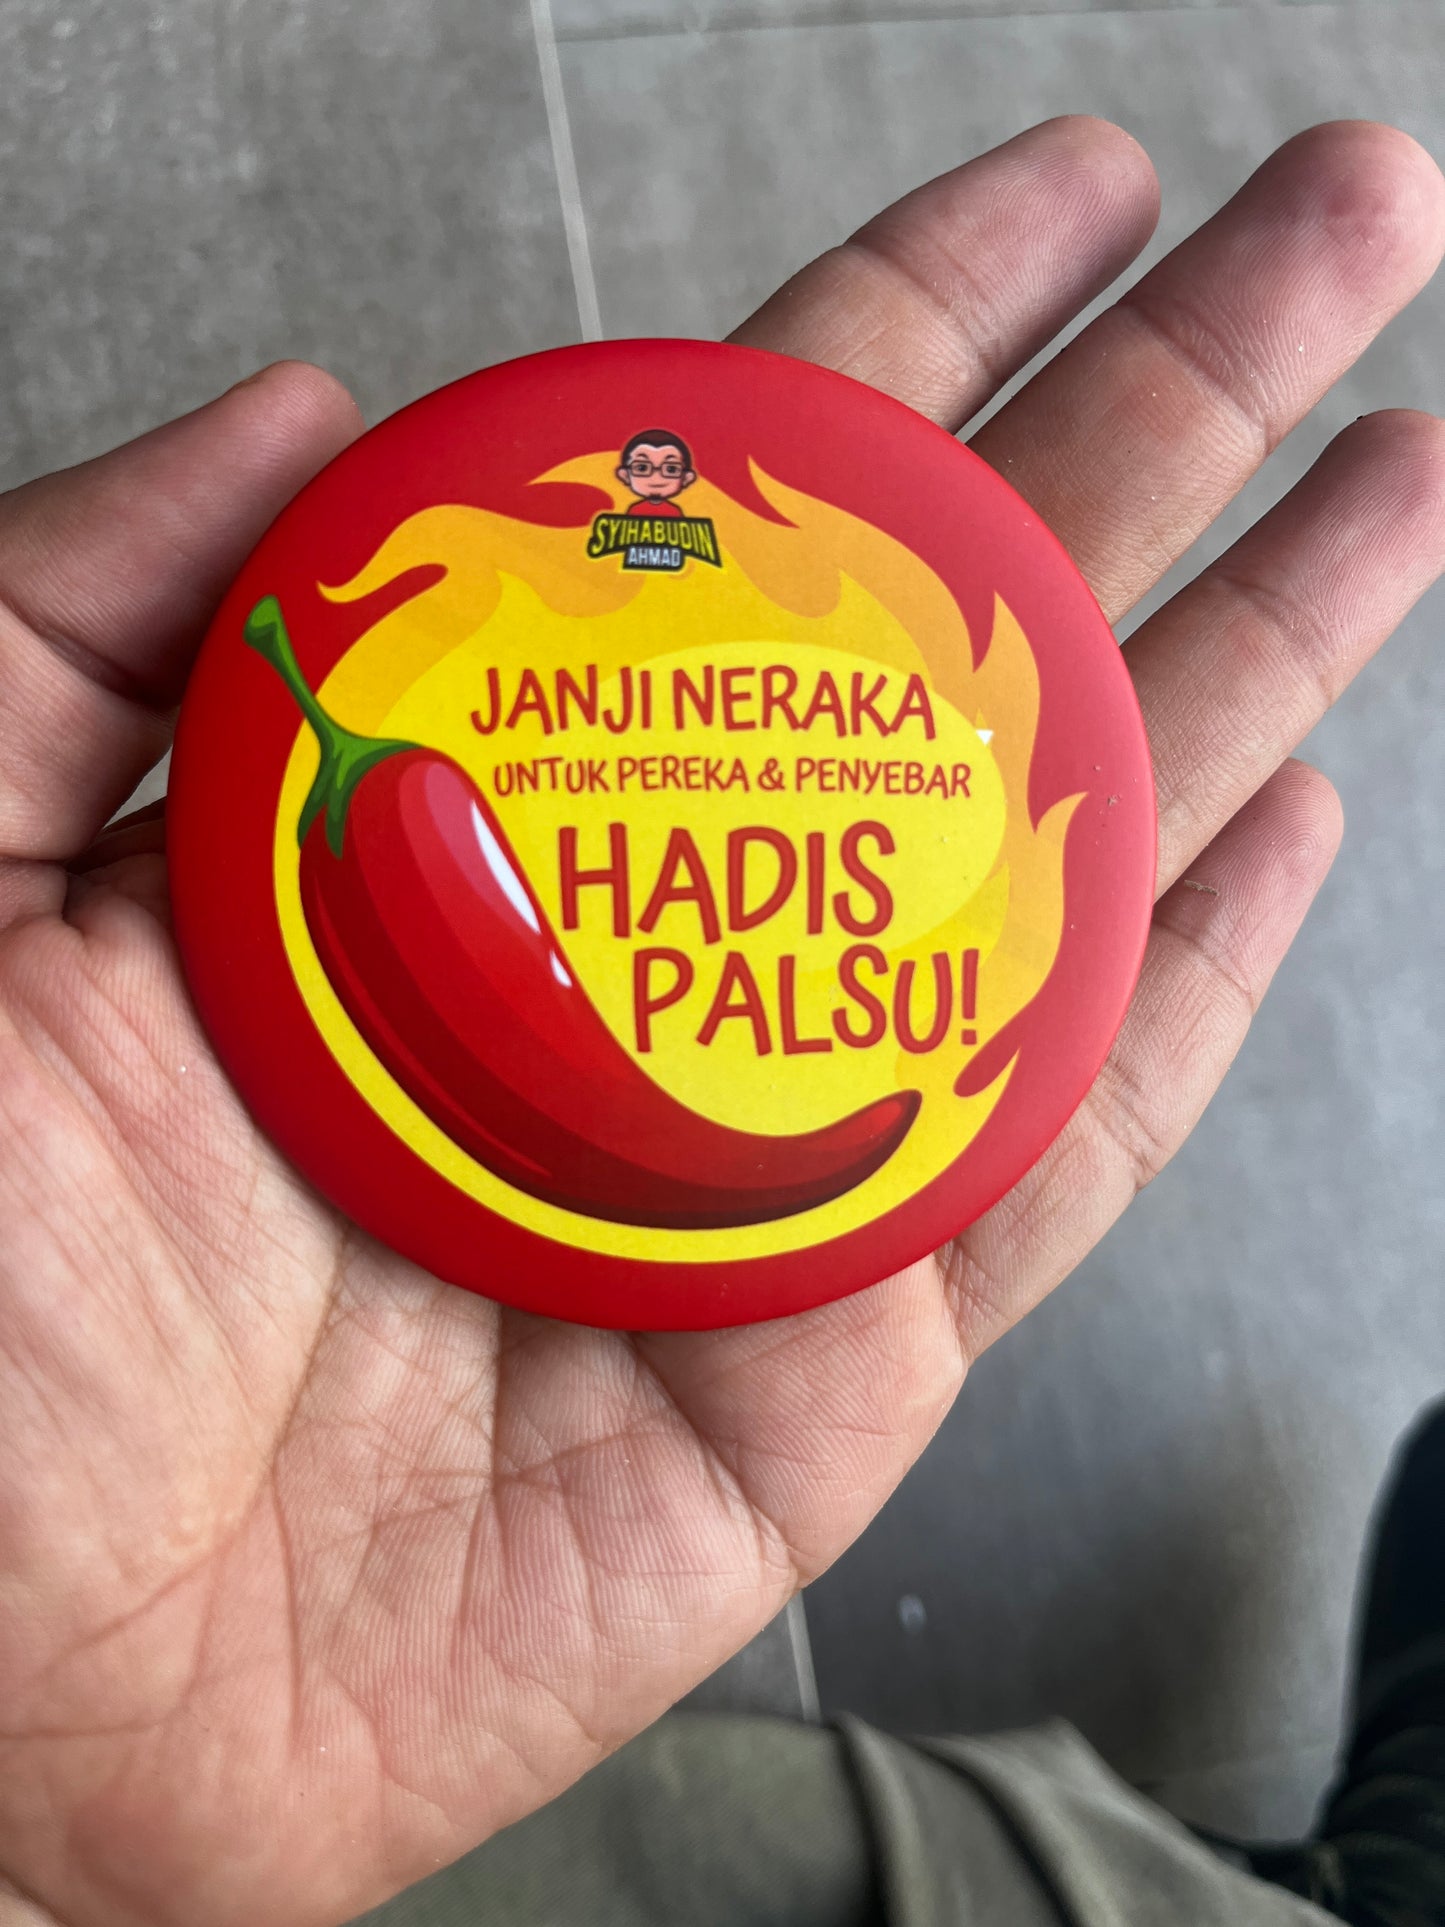 SYIHABUDIN
AHMAD
JANJI NERAKA
UNTUK PEREKA & PENYEBAR
HADIS
PALSU!